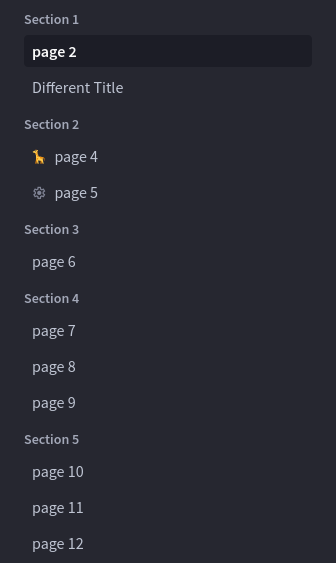 Section 1
page 2
Different Title
Section 2
page 4
page 5
Section 3
page 6
Section 4
page 7
page 8
page 9
Section 5
page 10
page 11
page 12